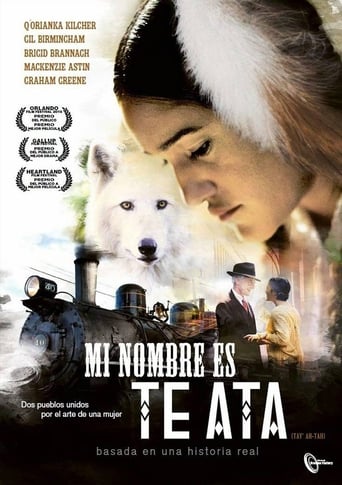 Q'ORIANKA KILCHER
GIL BIRMINGHAM
BRIGID BRANNAGH
MACKENZIE ASTIN
GRAHAM GREENE
ORLANDO
PREMIO DEL
PÚBLICO A
MEJOR PELÍCULA
PREMIO
DEL PÚBLICO A
MEJOR DRAMA
HEARTLAND
PREMIO
DEL PÚBLICO A
MEJOR PELÍCULA
MI NOMBRE ES
TE ATA
(TAY' AH-TAH)
Dos pueblos unidos
por el arte de una mujer
basada en una historia real